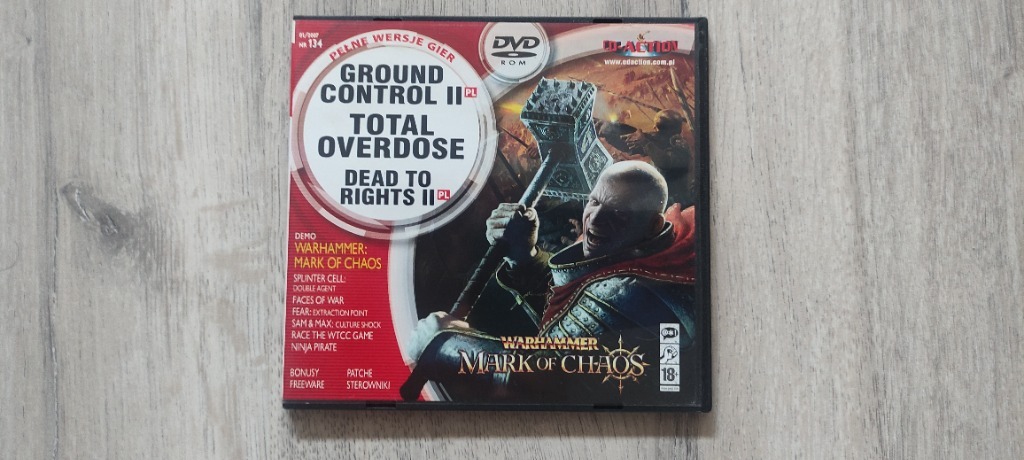 01/2007
NR 134
PEŁNE WERSJE GIER
GROUND
CONTROL II PL
TOTAL
OVERDOSE
DEAD TO
RIGHTS II PL
DVD
ROM
CD-ACTION
www.cdaction.com.pl
DEMO
WARHAMMER:
MARK OF CHAOS
SPLINTER CELL:
DOUBLE AGENT
FACES OF WAR
FEAR: EXTRACTION POINT
SAM & MAX: CULTURE SHOCK
RACE THE WTCC GAME
NINJA PIRATE
BONUSY
FREEWARE
PATCHE
STEROWNIKI
WARHAMMER
MARK OF CHAOS
18+